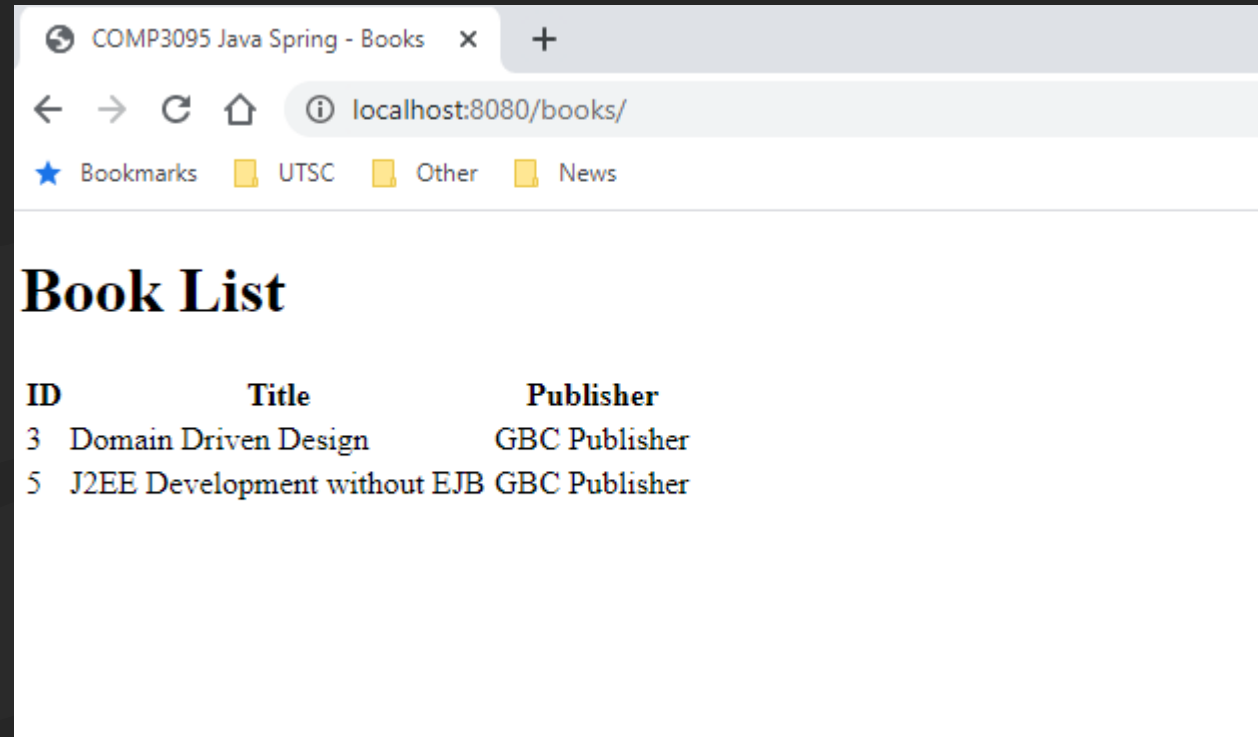 COMP3095 Java Spring - Books
localhost:8080/books/
Bookmarks UTSC Other News
Book List
ID Title Publisher
3 Domain Driven Design GBC Publisher
5 J2EE Development without EJB GBC Publisher